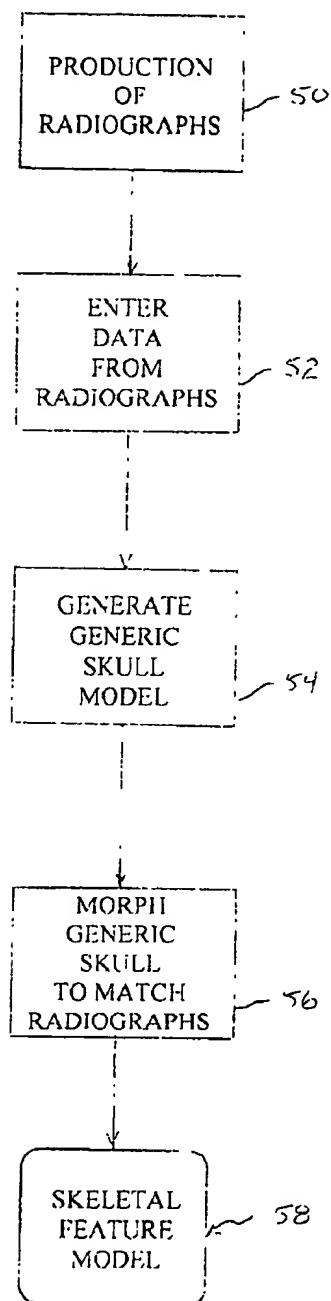 PRODUCTION
OF
RADIOGRAPHS
50
ENTER
DATA
FROM
RADIOGRAPHS
52
GENERATE
GENERIC
SKULL
MODEL
54
MORPH
GENERIC
SKULL
TO MATCH
RADIOGRAPHS
56
SKELETAL
FEATURE
MODEL
58